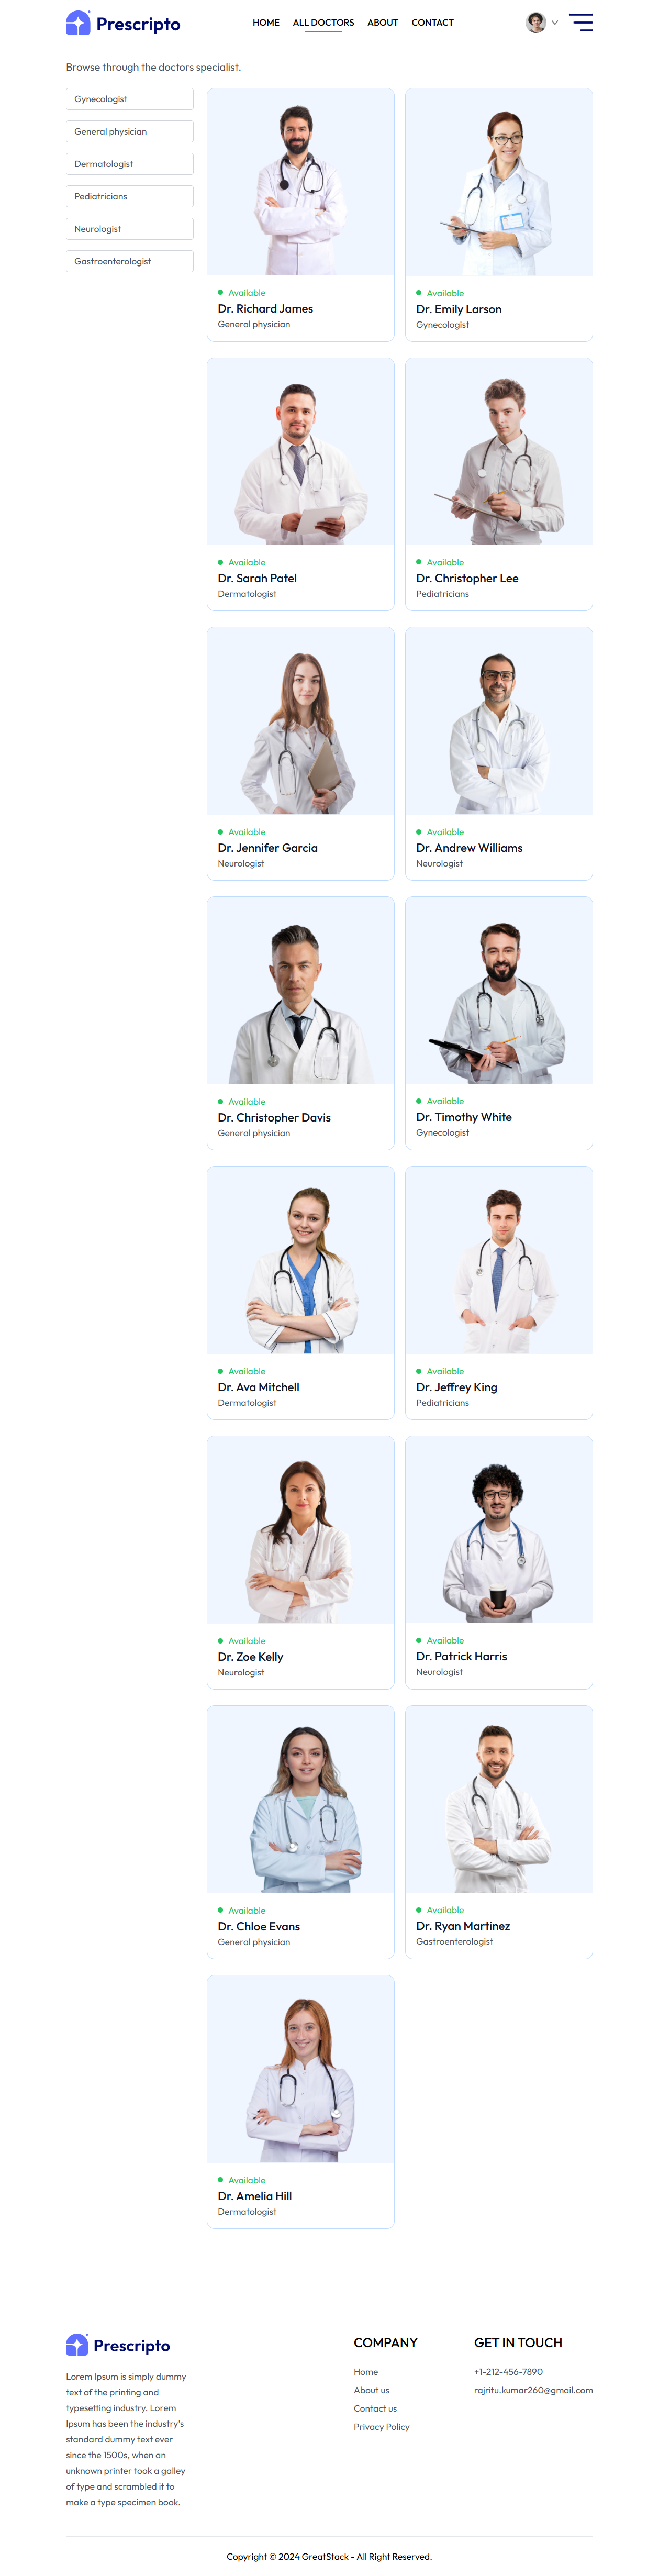 Prescripto
HOME
ALL DOCTORS
ABOUT
CONTACT
Browse through the doctors specialist.
Gynecologist
General physician
Dermatologist
Pediatricians
Neurologist
Gastroenterologist
Available
Dr. Richard James
General physician
Available
Dr. Emily Larson
Gynecologist
Available
Dr. Sarah Patel
Dermatologist
Available
Dr. Christopher Lee
Pediatricians
Available
Dr. Jennifer Garcia
Neurologist
Available
Dr. Andrew Williams
Neurologist
Available
Dr. Christopher Davis
General physician
Available
Dr. Timothy White
Gynecologist
Available
Dr. Ava Mitchell
Dermatologist
Available
Dr. Jeffrey King
Pediatricians
Available
Dr. Zoe Kelly
Neurologist
Available
Dr. Patrick Harris
Neurologist
Available
Dr. Chloe Evans
General physician
Available
Dr. Ryan Martinez
Gastroenterologist
Available
Dr. Amelia Hill
Dermatologist
Prescripto
Lorem Ipsum is simply dummy
text of the printing and
typesetting industry. Lorem
Ipsum has been the industry's
standard dummy text ever
since the 1500s, when an
unknown printer took a galley
of type and scrambled it to
make a type specimen book.
COMPANY
Home
About us
Contact us
Privacy Policy
GET IN TOUCH
+1-212-456-7890
rajritu.kumar260@gmail.com
Copyright © 2024 GreatStack - All Right Reserved.